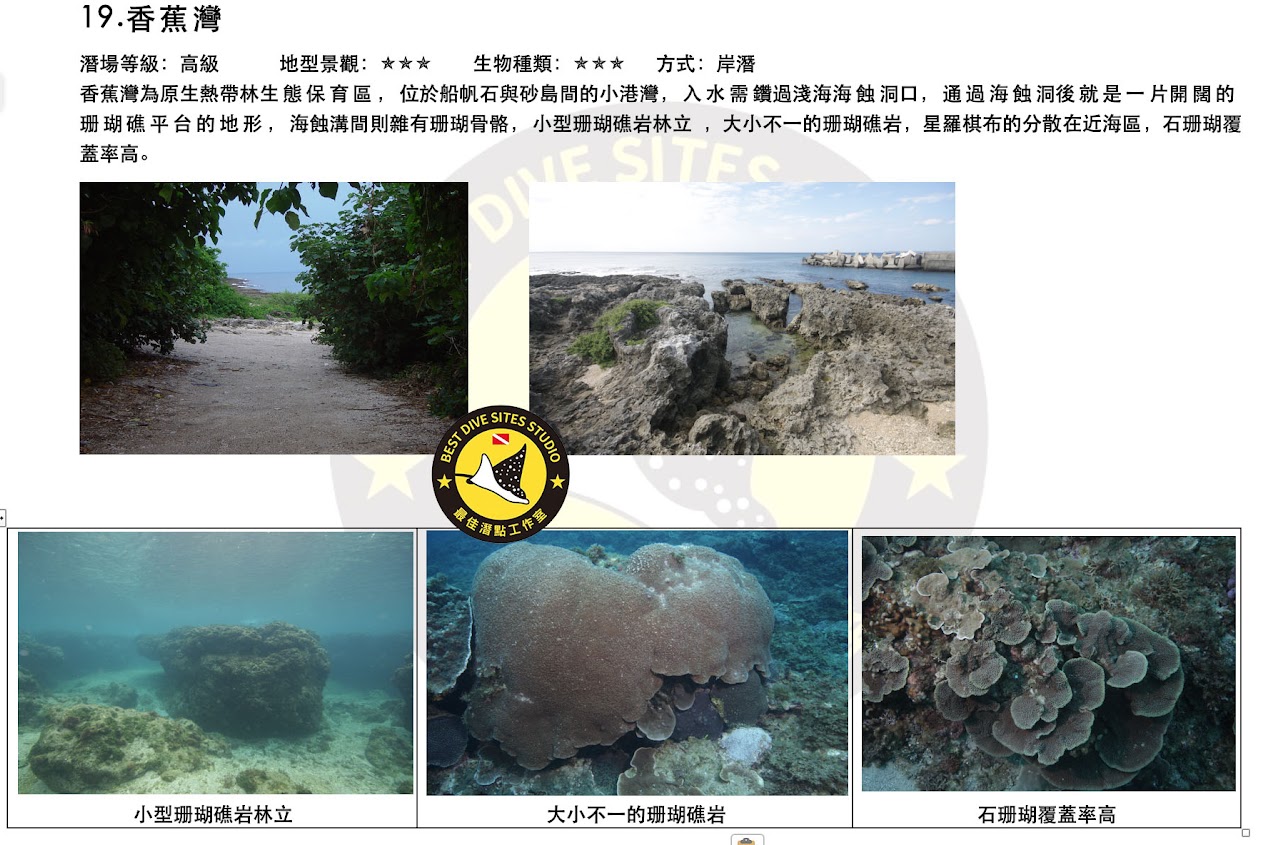 19.香蕉灣
潛場等級：高級 地型景觀：★★★ 生物種類：★★★ 方式：岸潛
香蕉灣為原生熱帶林生態保育區，位於船帆石與砂島間的小港灣，入水需鑽過淺海海蝕洞口，通過海蝕洞後就是一片開闊的
珊瑚礁平台的地形，海蝕溝間則雜有珊瑚骨骼，小型珊瑚礁岩林立，大小不一的珊瑚礁岩，星羅棋布的分散在近海區，石珊瑚覆
蓋率高。
DIVE SITES
BEST DIVE SITES STUDIO
最佳潛點工作室
小型珊瑚礁岩林立
大小不一的珊瑚礁岩
石珊瑚覆蓋率高